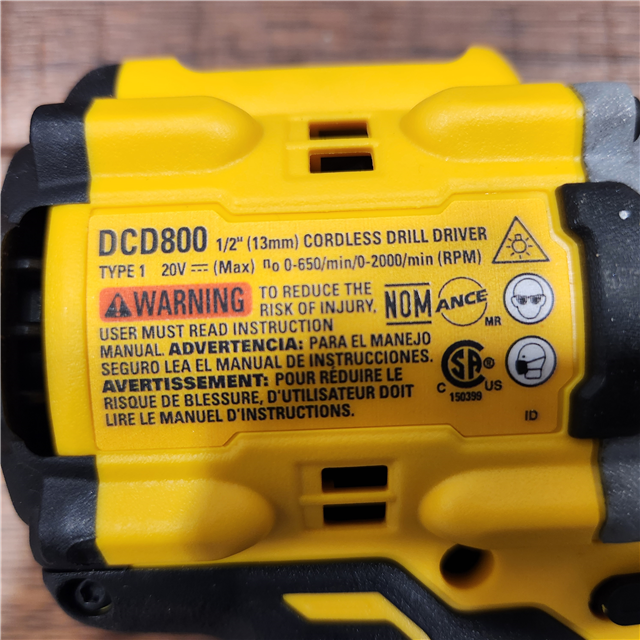 DCD800 1/2" (13mm) CORDLESS DRILL DRIVER
TYPE 1 20V ⎓ (Max) n₀ 0-650/min/0-2000/min (RPM)
WARNING TO REDUCE THE
RISK OF INJURY,
USER MUST READ INSTRUCTION
MANUAL. ADVERTENCIA: PARA EL MANEJO
SEGURO LEA EL MANUAL DE INSTRUCCIONES.
AVERTISSEMENT: POUR RÉDUIRE LE
RISQUE DE BLESSURE, D'UTILISATEUR DOIT
LIRE LE MANUEL D'INSTRUCTIONS.
NOM ANCE
MR
CSA®
C US
150399
ID